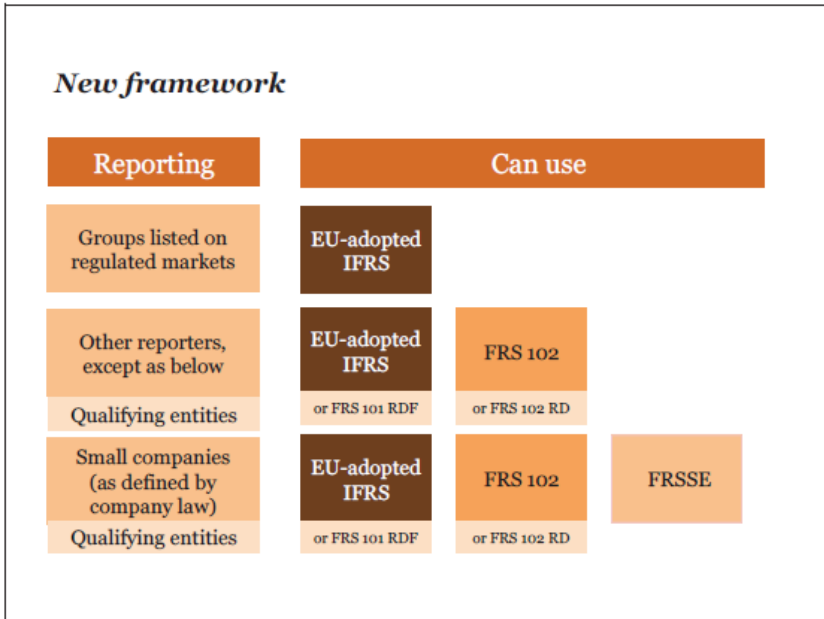 New framework
Reporting
Can use
Groups listed on
regulated markets
EU-adopted
IFRS
Other reporters,
except as below
EU-adopted
IFRS
FRS 102
Qualifying entities
or FRS 101 RDF
or FRS 102 RD
Small companies
(as defined by
company law)
EU-adopted
IFRS
FRS 102
FRSSE
Qualifying entities
or FRS 101 RDF
or FRS 102 RD